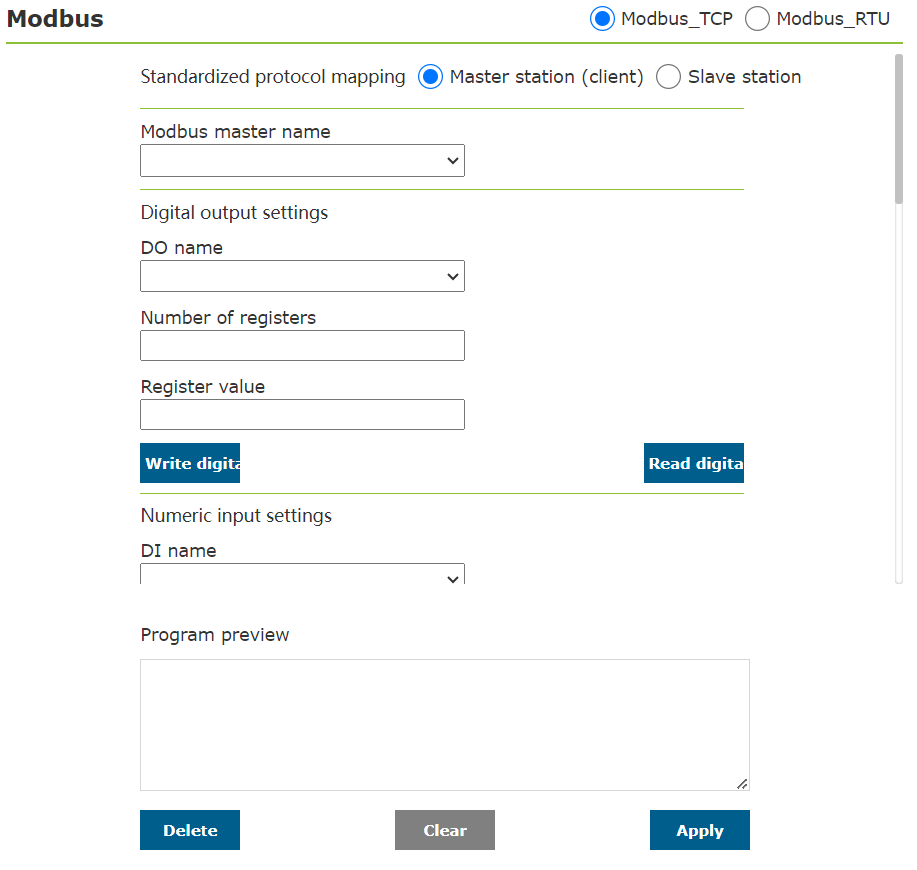 Modbus Modbus_TCP Modbus_RTU
Standardized protocol mapping Master station (client) Slave station
Modbus master name
Digital output settings
DO name
Number of registers
Register value
Write digita Read digita
Numeric input settings
DI name
Program preview
Delete Clear Apply